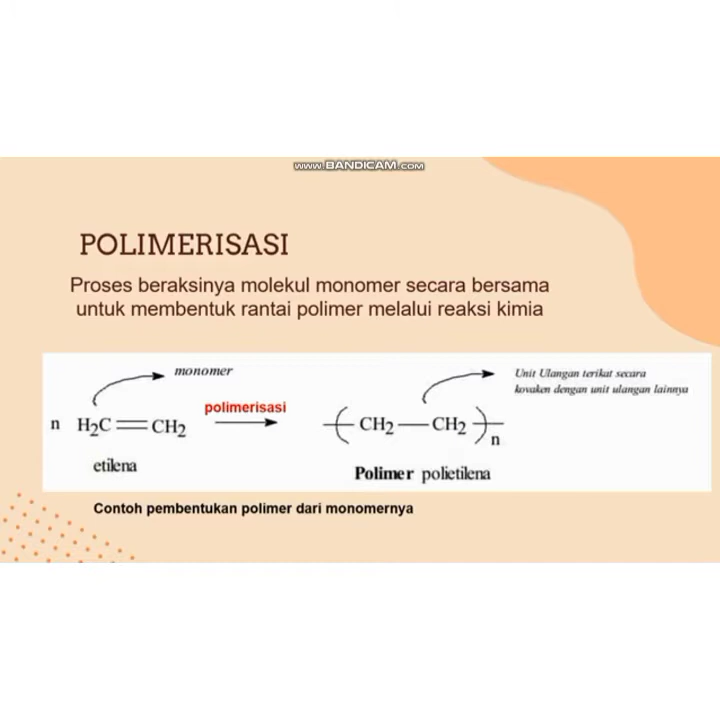 www.BANDICAM.com
POLIMERISASI
Proses beraksinya molekul monomer secara bersama
untuk membentuk rantai polimer melalui reaksi kimia
monomer
Unit Ulangan terikat secara
kovaken dengan unit ulangan lainnya
polimerisasi
n H₂C═CH₂
( CH₂—CH₂ )n
etilena
Polimer polietilena
Contoh pembentukan polimer dari monomernya